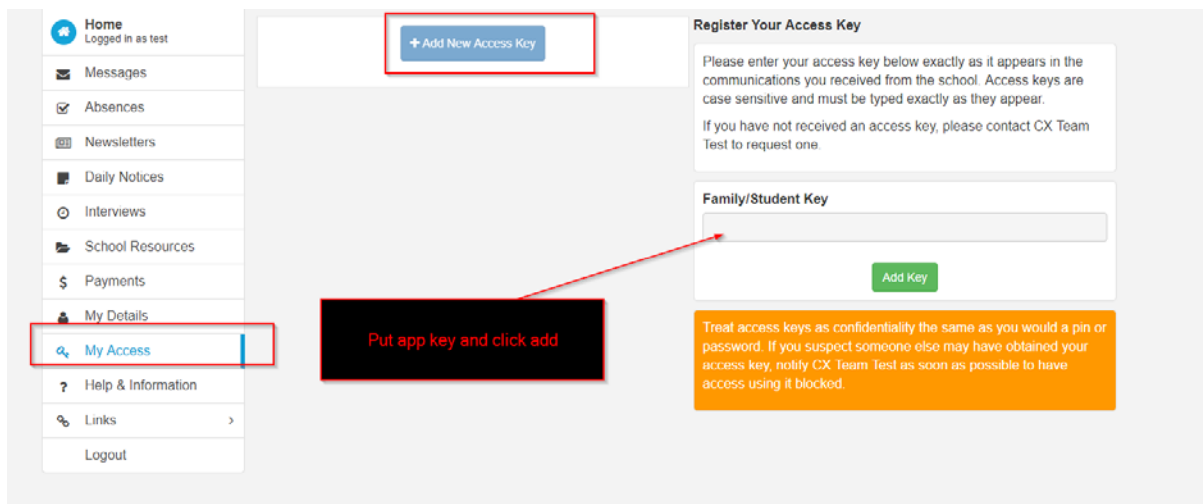 Home
Logged in as test
Messages
Absences
Newsletters
Daily Notices
Interviews
School Resources
$ Payments
My Details
My Access
? Help & Information
Links >
Logout
+ Add New Access Key
Put app key and click add
Register Your Access Key
Please enter your access key below exactly as it appears in the
communications you received from the school. Access keys are
case sensitive and must be typed exactly as they appear.
If you have not received an access key, please contact CX Team
Test to request one.
Family/Student Key
Add Key
Treat access keys as confidentiality the same as you would a pin or
password. If you suspect someone else may have obtained your
access key, notify CX Team Test as soon as possible to have
access using it blocked.